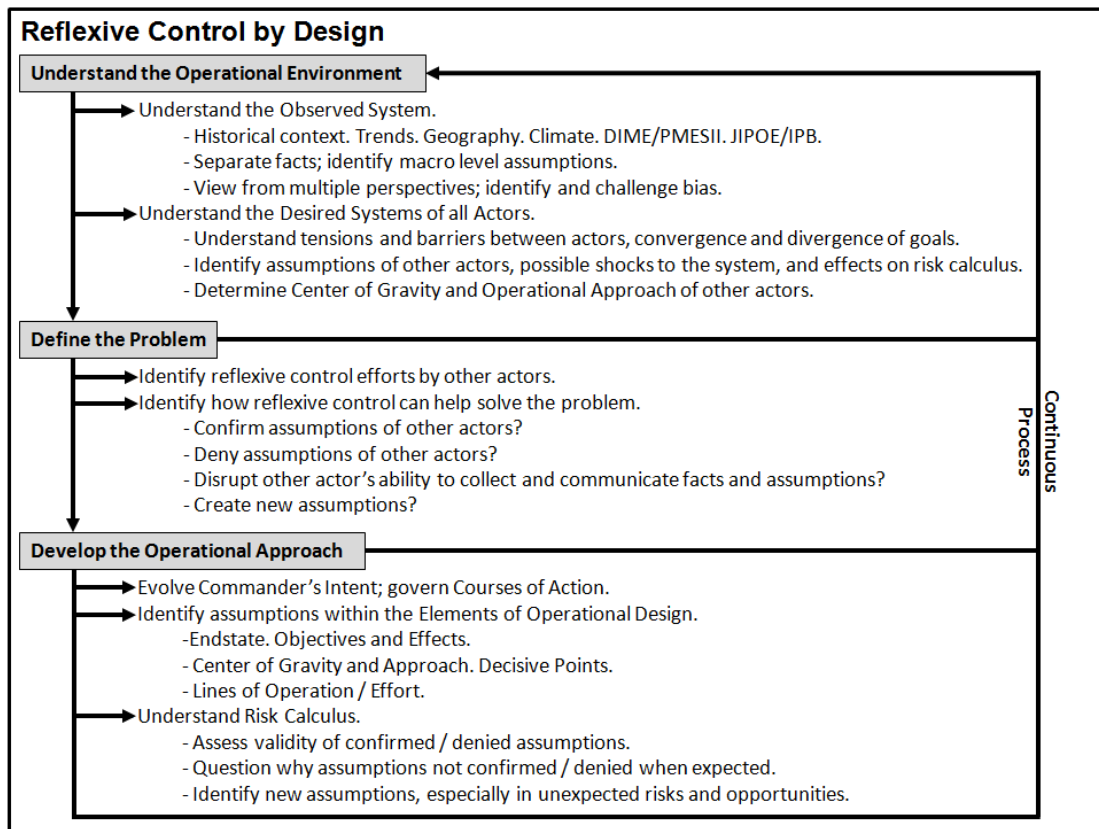 Reflexive Control by Design
Understand the Operational Environment
Understand the Observed System.
- Historical context. Trends. Geography. Climate. DIME/PMESII. JIPOE/IPB.
- Separate facts; identify macro level assumptions.
- View from multiple perspectives; identify and challenge bias.
Understand the Desired Systems of all Actors.
- Understand tensions and barriers between actors, convergence and divergence of goals.
- Identify assumptions of other actors, possible shocks to the system, and effects on risk calculus.
- Determine Center of Gravity and Operational Approach of other actors.
Define the Problem
Identify reflexive control efforts by other actors.
Identify how reflexive control can help solve the problem.
- Confirm assumptions of other actors?
- Deny assumptions of other actors?
- Disrupt other actor's ability to collect and communicate facts and assumptions?
- Create new assumptions?
Develop the Operational Approach
Evolve Commander's Intent; govern Courses of Action.
Identify assumptions within the Elements of Operational Design.
-Endstate. Objectives and Effects.
- Center of Gravity and Approach. Decisive Points.
- Lines of Operation / Effort.
Understand Risk Calculus.
- Assess validity of confirmed / denied assumptions.
- Question why assumptions not confirmed / denied when expected.
- Identify new assumptions, especially in unexpected risks and opportunities.
Continuous
Process